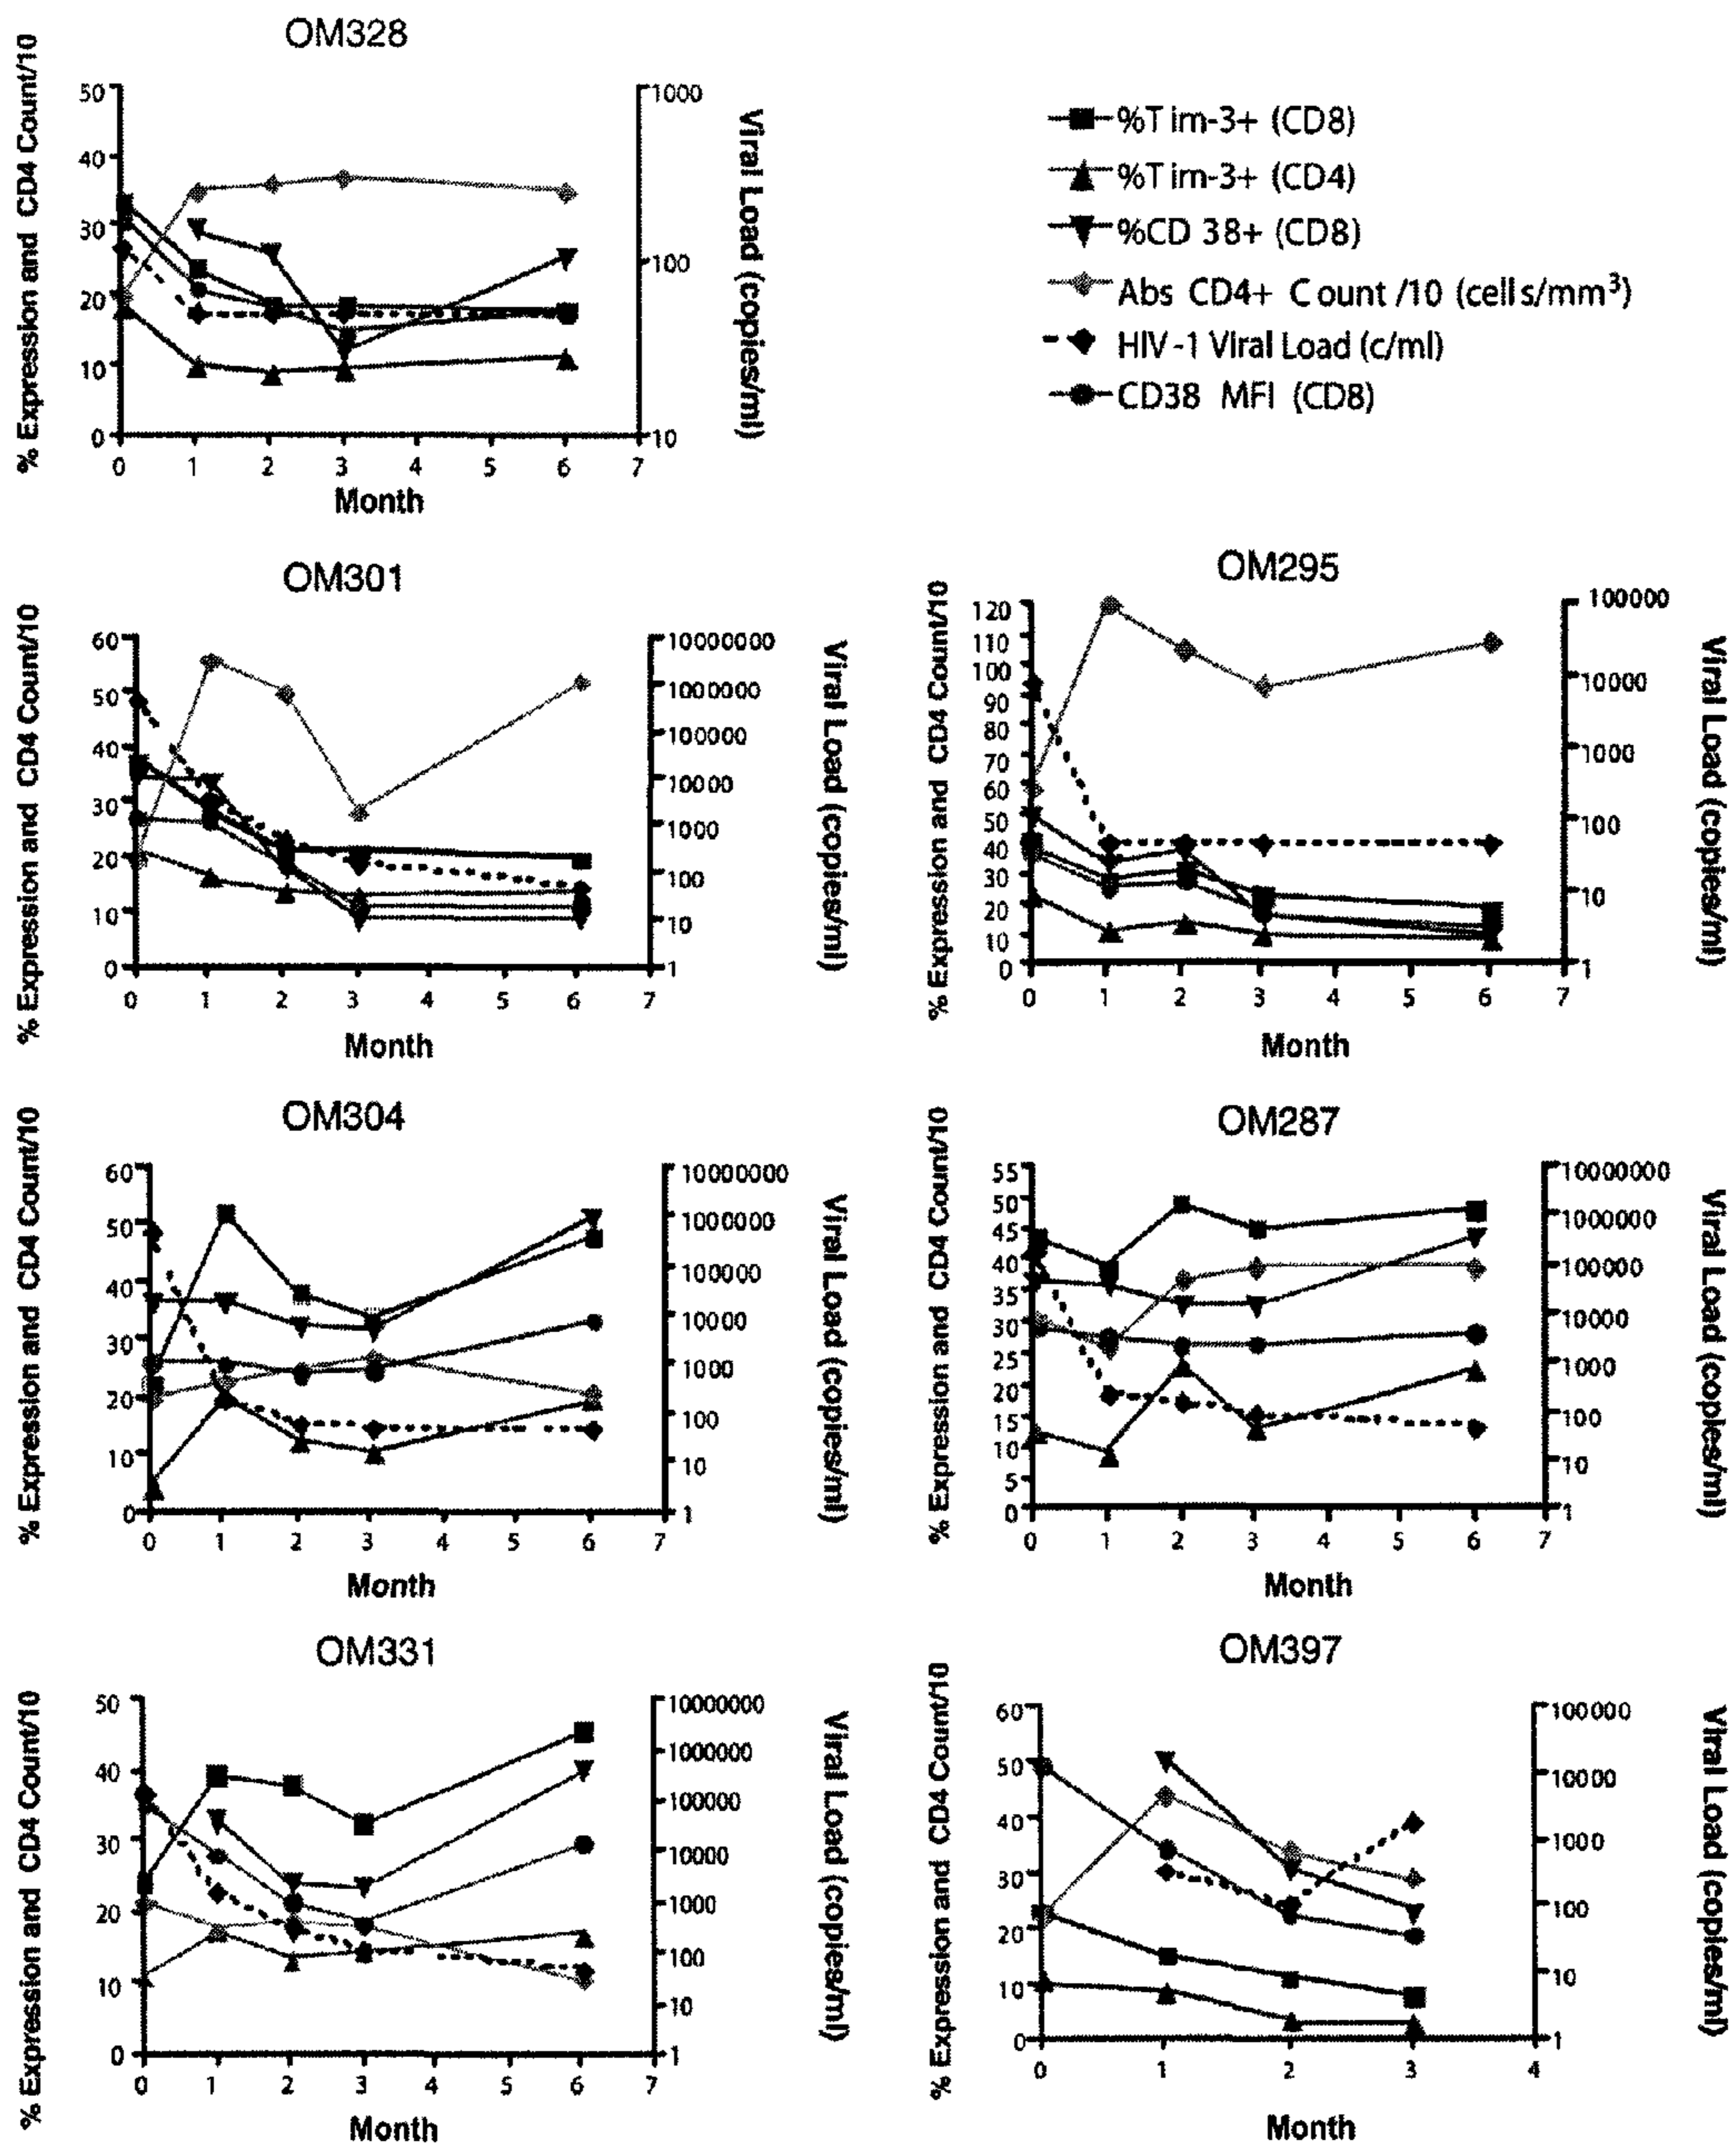 OM328
% Expression and CD4 Count/10
50
40
30
20
10
0
0 1 2 3 4 5 6 7
Month
1000
100
10
Viral Load (copies/ml)
%Tim-3+ (CD8)
%Tim-3+ (CD4)
%CD 38+ (CD8)
Abs CD4+ Count /10 (cells/mm³)
HIV-1 Viral Load (c/ml)
CD38 MFI (CD8)
OM301
% Expression and CD4 Count/10
60
50
40
30
20
10
0
0 1 2 3 4 5 6 7
Month
10000000
1000000
100000
10000
1000
100
10
1
Viral Load (copies/ml)
OM295
% Expression and CD4 Count/10
120
110
100
90
80
70
60
50
40
30
20
10
0
0 1 2 3 4 5 6 7
Month
100000
10000
1000
100
10
1
Viral Load (copies/ml)
OM304
% Expression and CD4 Count/10
60
50
40
30
20
10
0
0 1 2 3 4 5 6 7
Month
10000000
1000000
100000
10000
1000
100
10
1
Viral Load (copies/ml)
OM287
% Expression and CD4 Count/10
55
50
45
40
35
30
25
20
15
10
5
0
0 1 2 3 4 5 6 7
Month
10000000
1000000
100000
10000
1000
100
10
1
Viral Load (copies/ml)
OM331
% Expression and CD4 Count/10
50
40
30
20
10
0
0 1 2 3 4 5 6 7
Month
10000000
1000000
100000
10000
1000
100
10
1
Viral Load (copies/ml)
OM397
% Expression and CD4 Count/10
60
50
40
30
20
10
0
0 1 2 3 4
Month
100000
10000
1000
100
10
1
Viral Load (copies/ml)